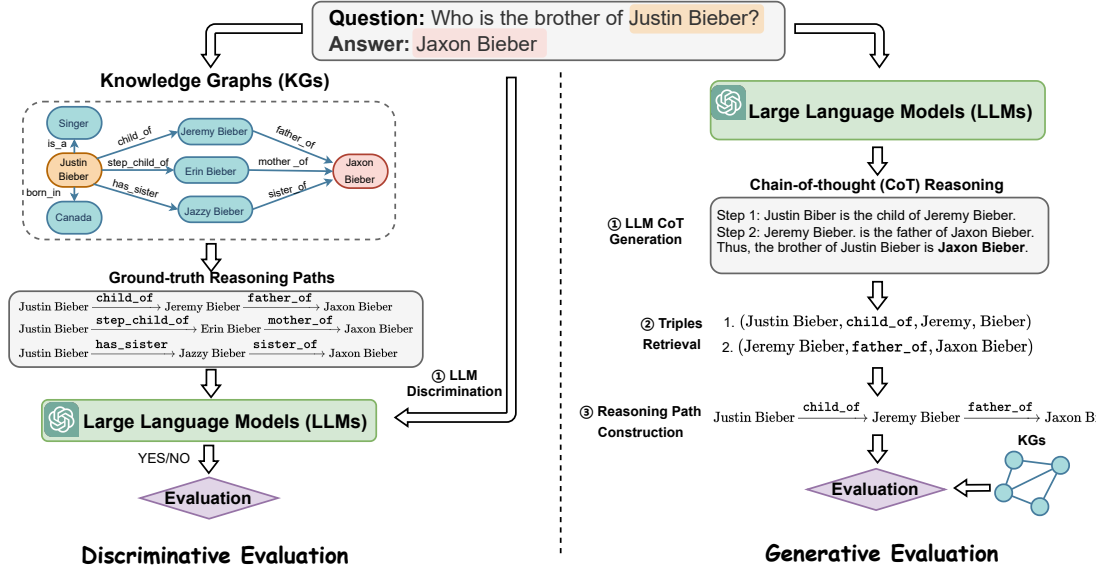 Question: Who is the brother of Justin Bieber?
Answer: Jaxon Bieber
Knowledge Graphs (KGs)
Singer
is_a
Justin
Bieber
born_in
Canada
child_of
step_child_of
has_sister
Jeremy Bieber
Erin Bieber
Jazzy Bieber
father_of
mother _of
sister_of
Jaxon
Bieber
Ground-truth Reasoning Paths
Justin Bieber child_of Jeremy Bieber father_of Jaxon Bieber
Justin Bieber step_child_of Erin Bieber mother_of Jaxon Bieber
Justin Bieber has_sister Jazzy Bieber sister_of Jaxon Bieber
① LLM
Discrimination
Large Language Models (LLMs)
YES/NO
Evaluation
Discriminative Evaluation
Large Language Models (LLMs)
Chain-of-thought (CoT) Reasoning
① LLM CoT
Generation
Step 1: Justin Biber is the child of Jeremy Bieber.
Step 2: Jeremy Bieber. is the father of Jaxon Bieber.
Thus, the brother of Justin Bieber is Jaxon Bieber.
② Triples
Retrieval
1. (Justin Bieber, child_of, Jeremy, Bieber)
2. (Jeremy Bieber, father_of, Jaxon Bieber)
③ Reasoning Path
Construction
Justin Bieber child_of Jeremy Bieber father_of Jaxon B
KGs
Evaluation
Generative Evaluation